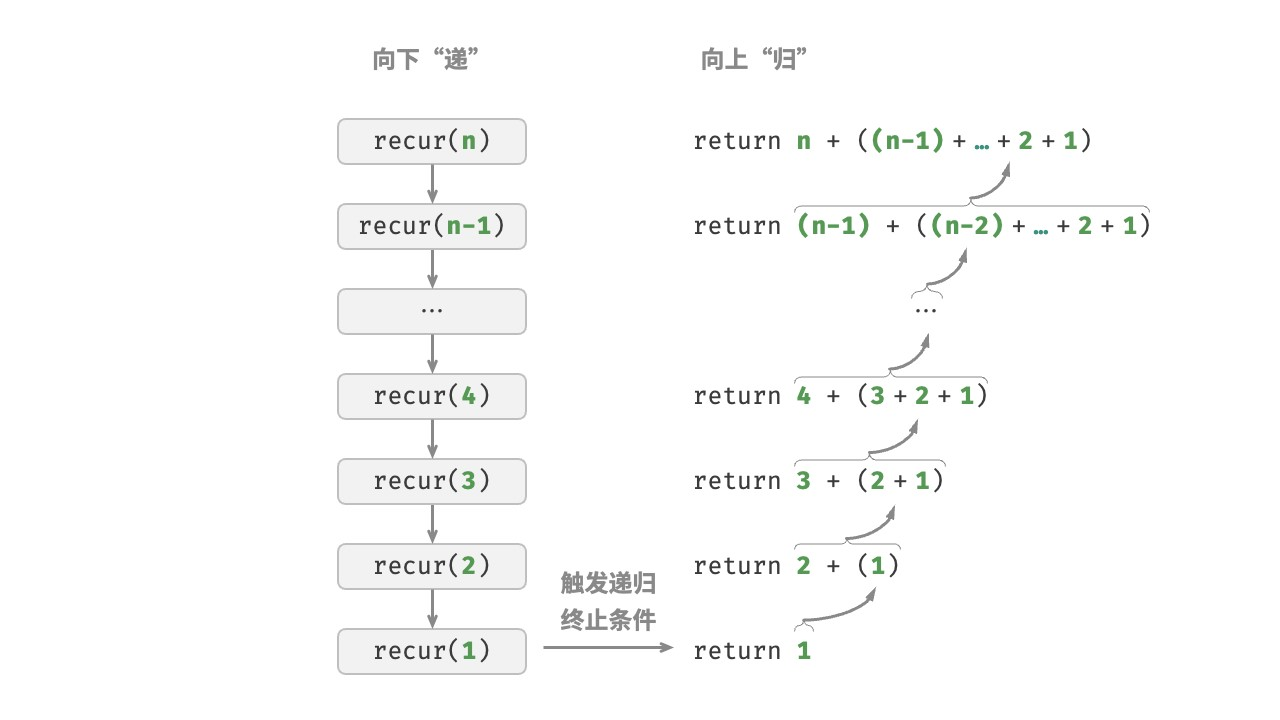 向下“递”
向上“归”
recur(n)
return n + ((n-1) + … + 2 + 1)
recur(n-1)
return (n-1) + ((n-2) + … + 2 + 1)
…
…
recur(4)
return 4 + (3 + 2 + 1)
recur(3)
return 3 + (2 + 1)
recur(2)
return 2 + (1)
触发递归
终止条件
recur(1)
return 1